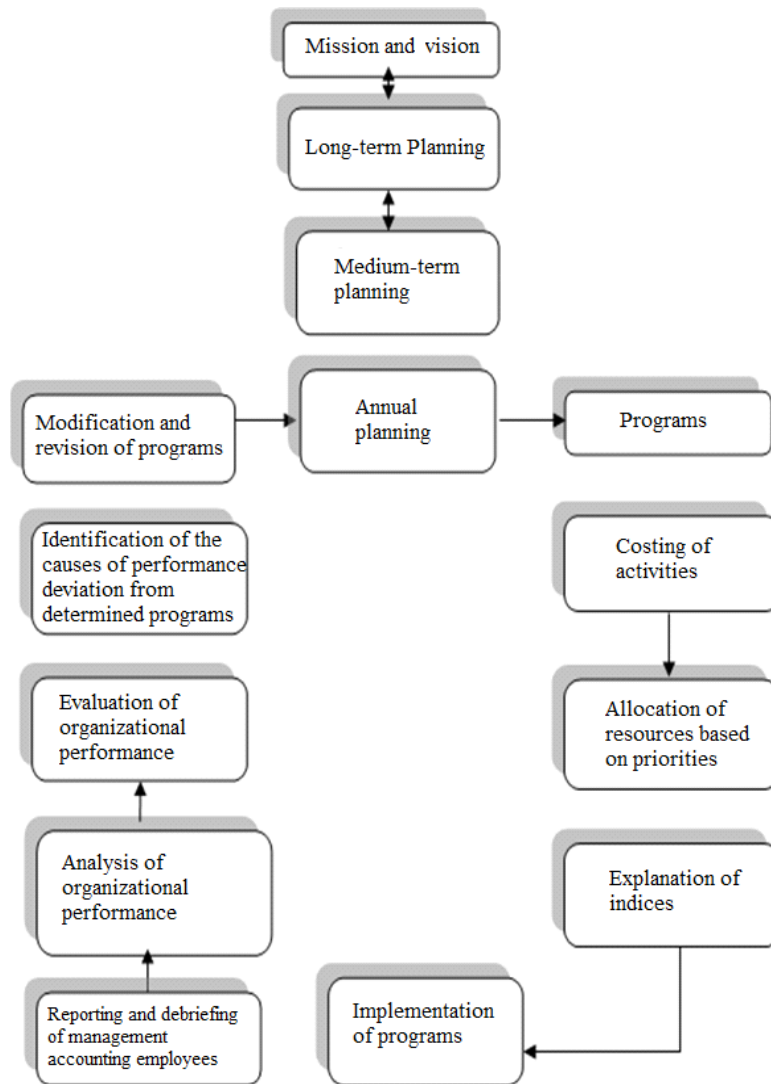 Mission and vision
Long-term Planning
Medium-term
planning
Modification and
revision of programs
Annual
planning
Programs
Identification of the
causes of performance
deviation from
determined programs
Costing of
activities
Evaluation of
organizational
performance
Allocation of
resources based
on priorities
Analysis of
organizational
performance
Explanation of
indices
Reporting and debriefing
of management
accounting employees
Implementation
of programs